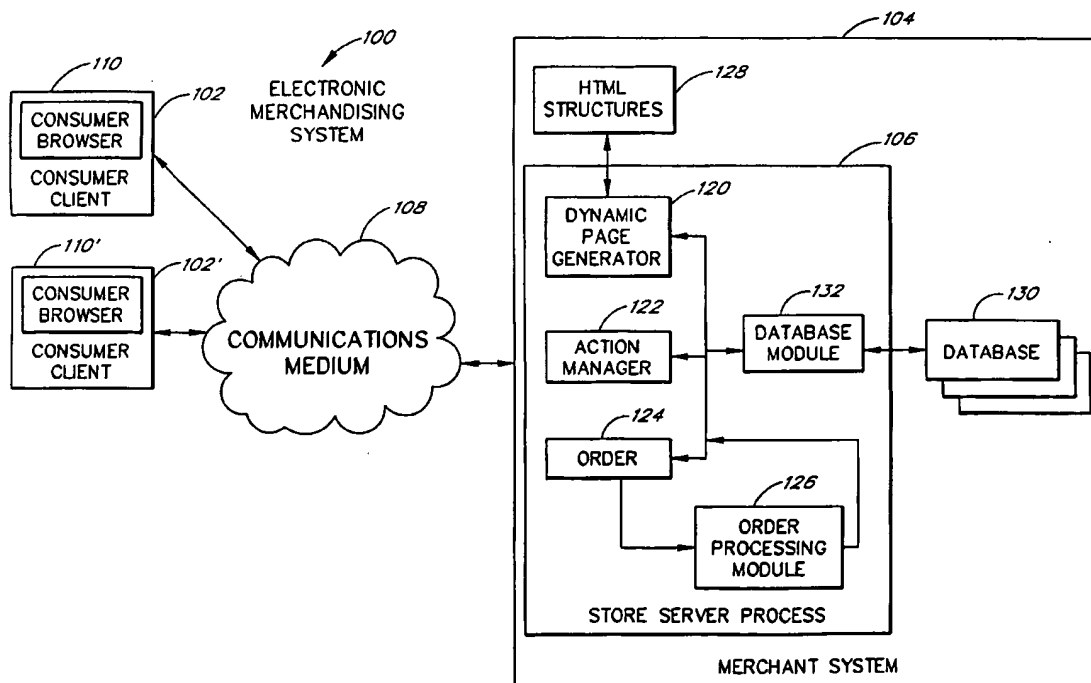 100
ELECTRONIC
MERCHANDISING
SYSTEM
110
102
CONSUMER
BROWSER
CONSUMER
CLIENT
110'
102'
CONSUMER
BROWSER
CONSUMER
CLIENT
108
COMMUNICATIONS
MEDIUM
104
128
HTML
STRUCTURES
106
120
DYNAMIC
PAGE
GENERATOR
122
ACTION
MANAGER
132
DATABASE
MODULE
130
DATABASE
124
ORDER
126
ORDER
PROCESSING
MODULE
STORE SERVER PROCESS
MERCHANT SYSTEM